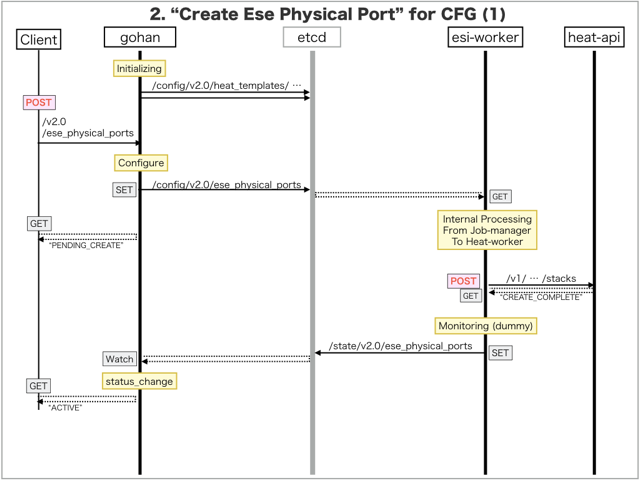 2. “Create Ese Physical Port” for CFG (1)
Client
gohan
etcd
esi-worker
heat-api
Initializing
/config/v2.0/heat_templates/ …
POST
/v2.0
/ese_physical_ports
Configure
SET
/config/v2.0/ese_physical_ports
GET
GET
“PENDING_CREATE”
Internal Processing
From Job-manager
To Heat-worker
POST
/v1/ … /stacks
GET
“CREATE_COMPLETE”
Monitoring (dummy)
/state/v2.0/ese_physical_ports
SET
Watch
status_change
GET
“ACTIVE”